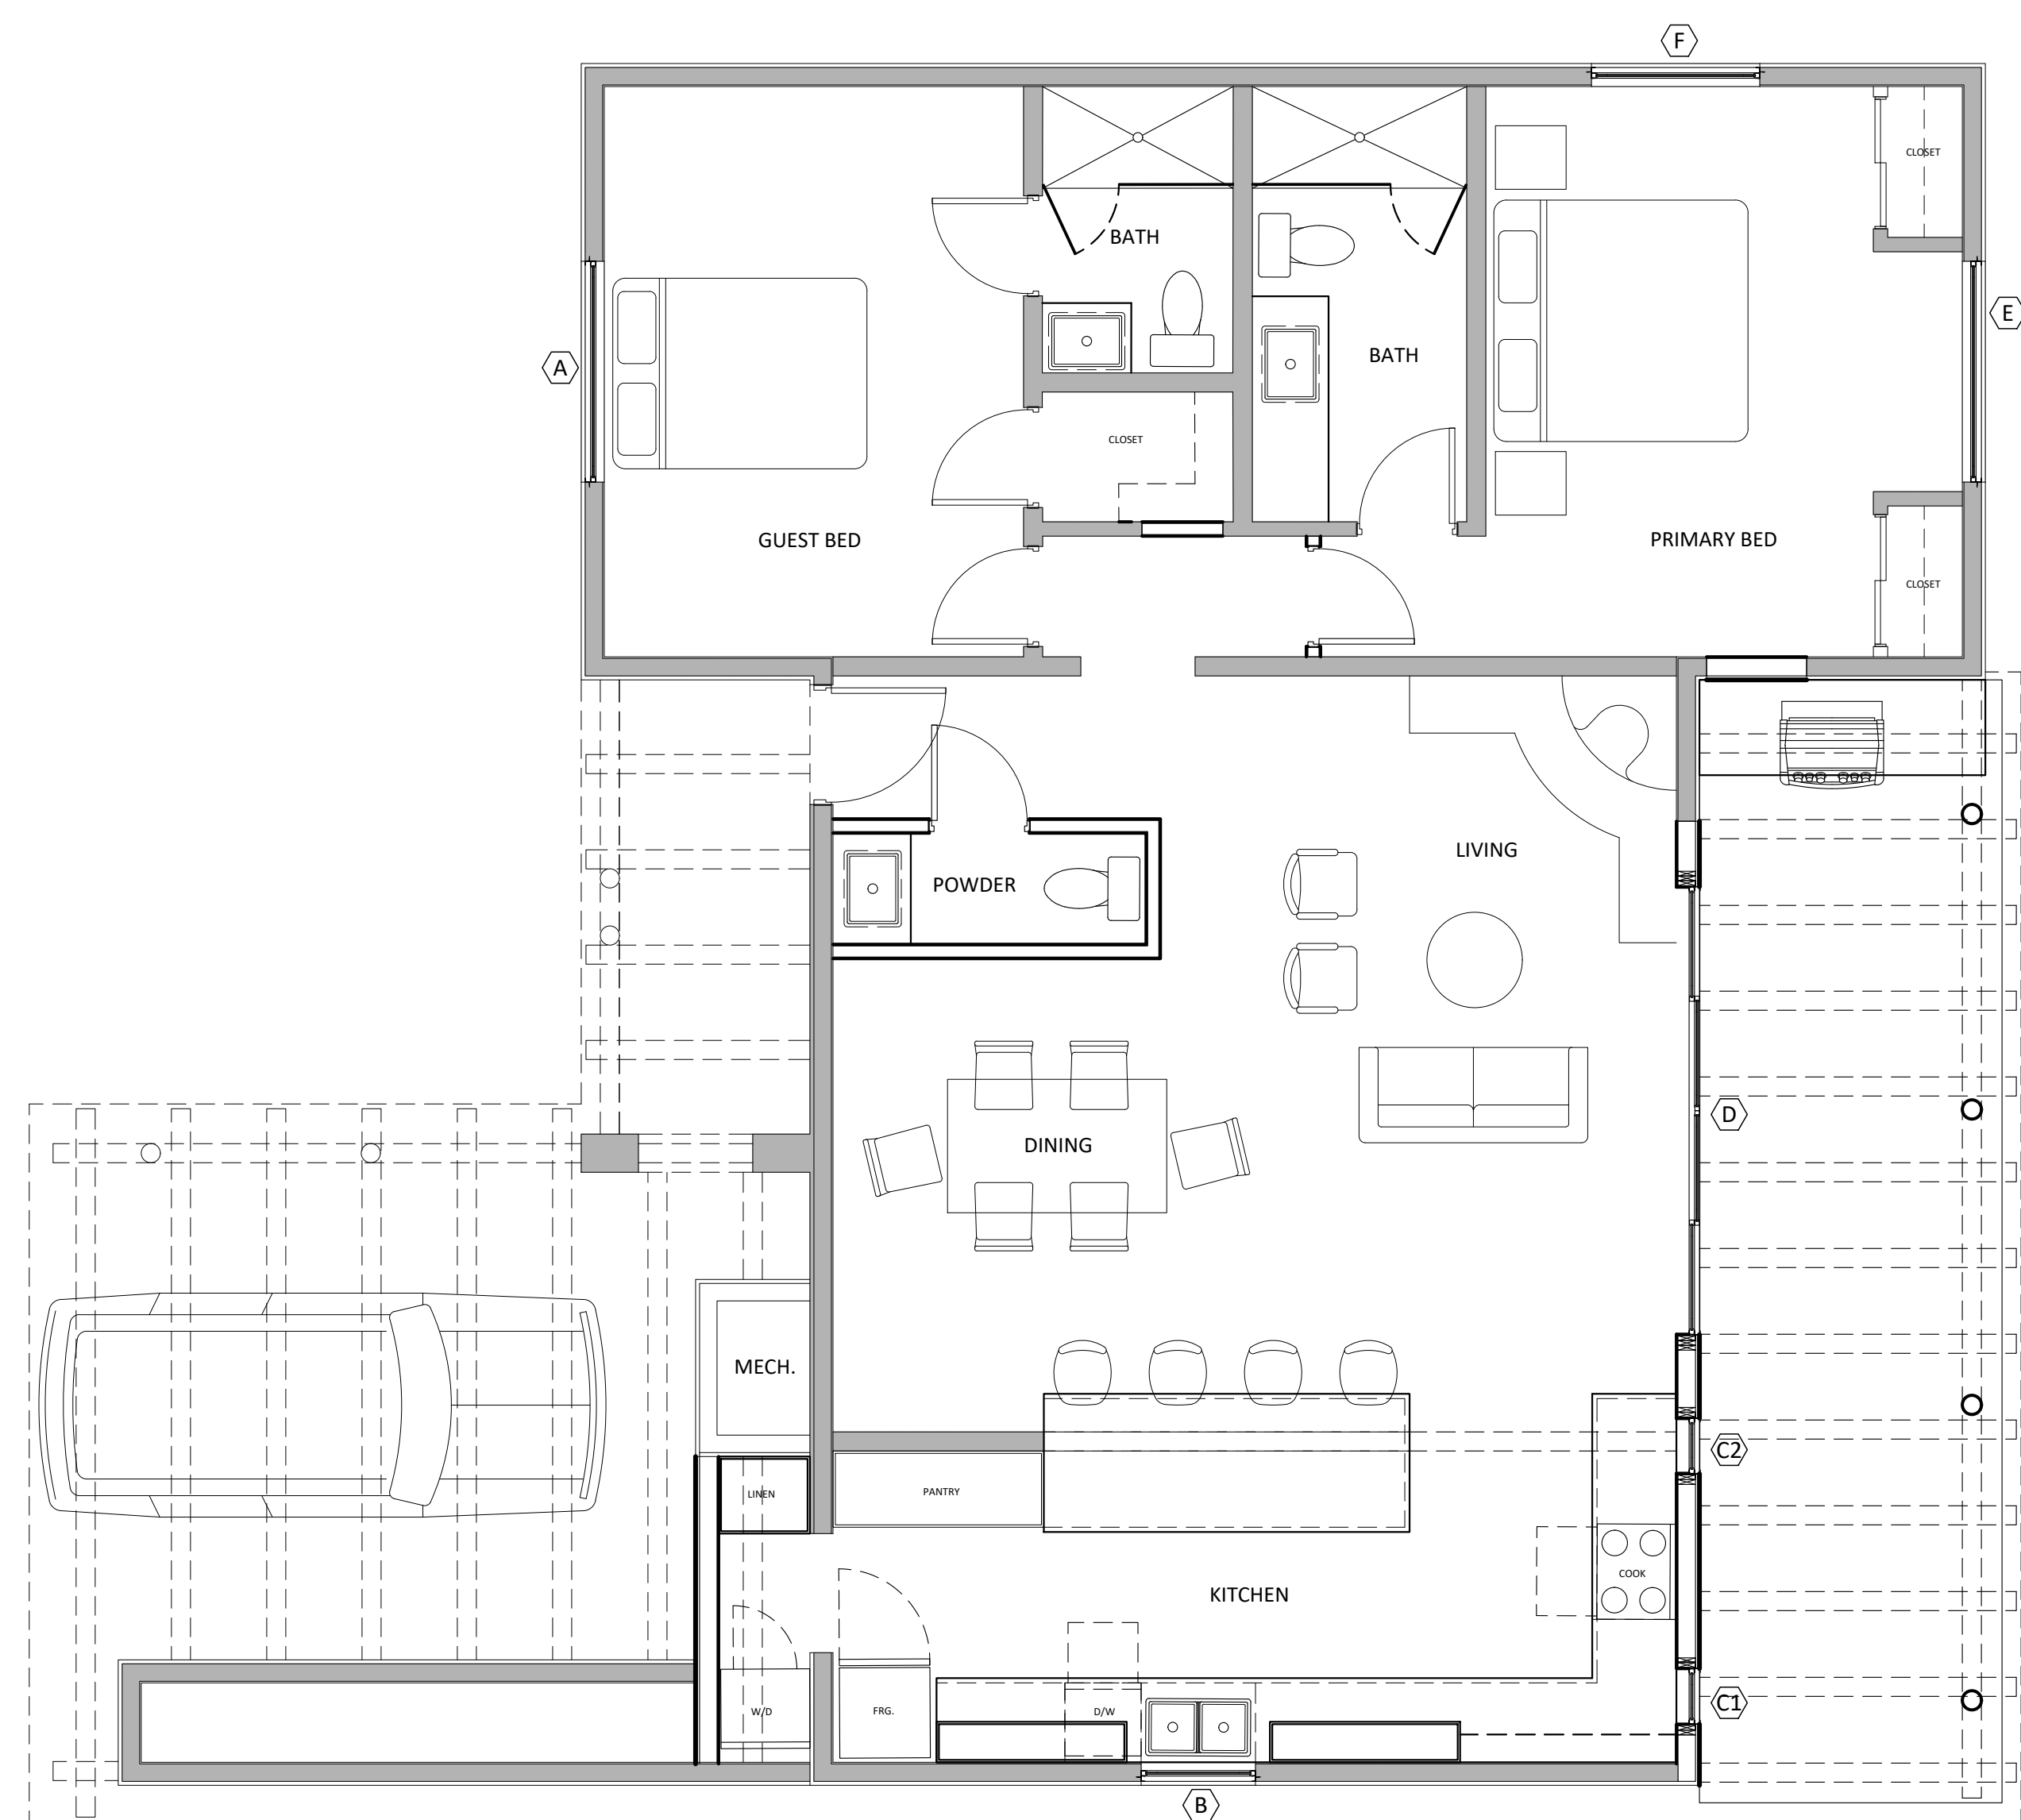 F
CLOSET
BATH
E
BATH
A
CLOSET
GUEST BED
PRIMARY BED
CLOSET
LIVING
POWDER
D
DINING
MECH.
C2
PANTRY
LINEN
COOK
KITCHEN
C1
W/D
FRG.
D/W
B